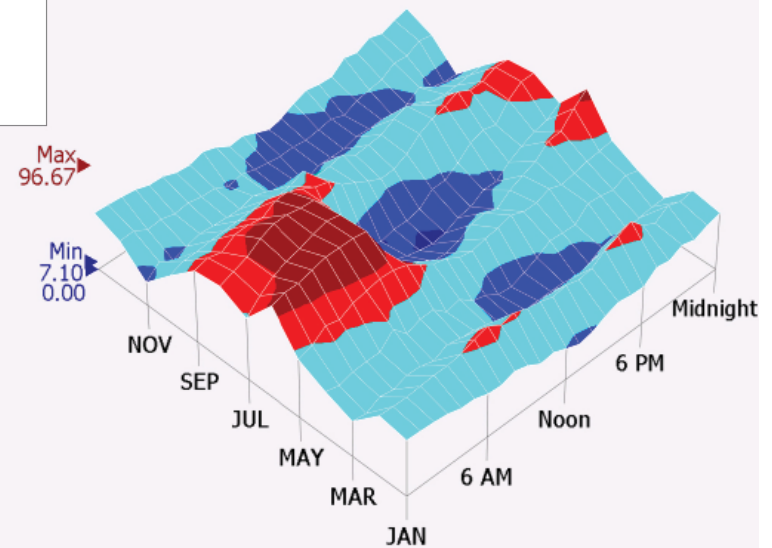 Max
96.67
Min
7.10
0.00
NOV
SEP
JUL
MAY
MAR
JAN
6 AM
Noon
6 PM
Midnight